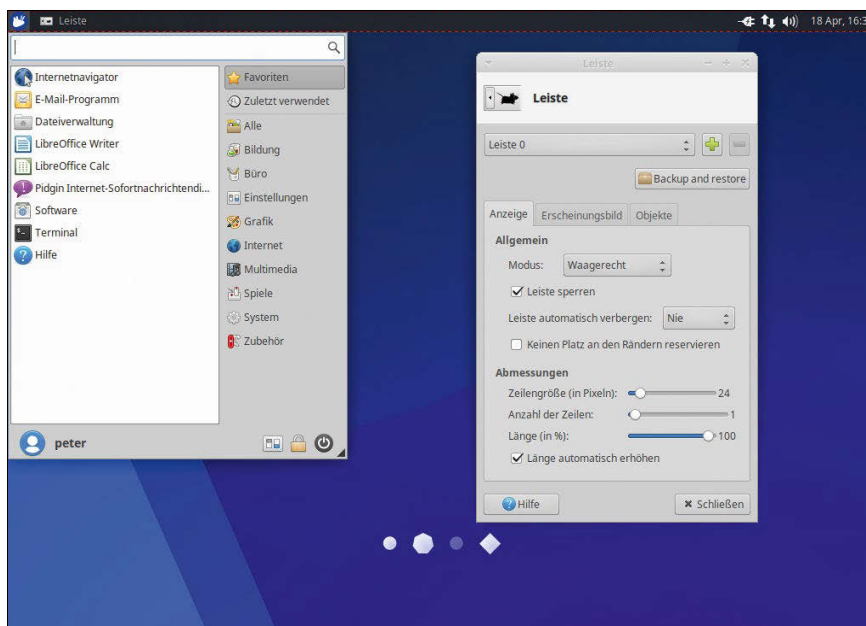 Leiste
18 Apr, 16:3
Internetnavigator
E-Mail-Programm
Dateiverwaltung
LibreOffice Writer
LibreOffice Calc
Pidgin Internet-Sofortnachrichtendi...
Software
Terminal
Hilfe
Favoriten
Zuletzt verwendet
Alle
Bildung
Büro
Einstellungen
Grafik
Internet
Multimedia
Spiele
System
Zubehör
peter
Leiste
Leiste
Leiste 0
Backup and restore
Anzeige Erscheinungsbild Objekte
Allgemein
Modus: Waagerecht
Leiste sperren
Leiste automatisch verbergen: Nie
Keinen Platz an den Rändern reservieren
Abmessungen
Zeilengröße (in Pixeln): 24
Anzahl der Zeilen: 1
Länge (in %): 100
Länge automatisch erhöhen
Hilfe Schließen